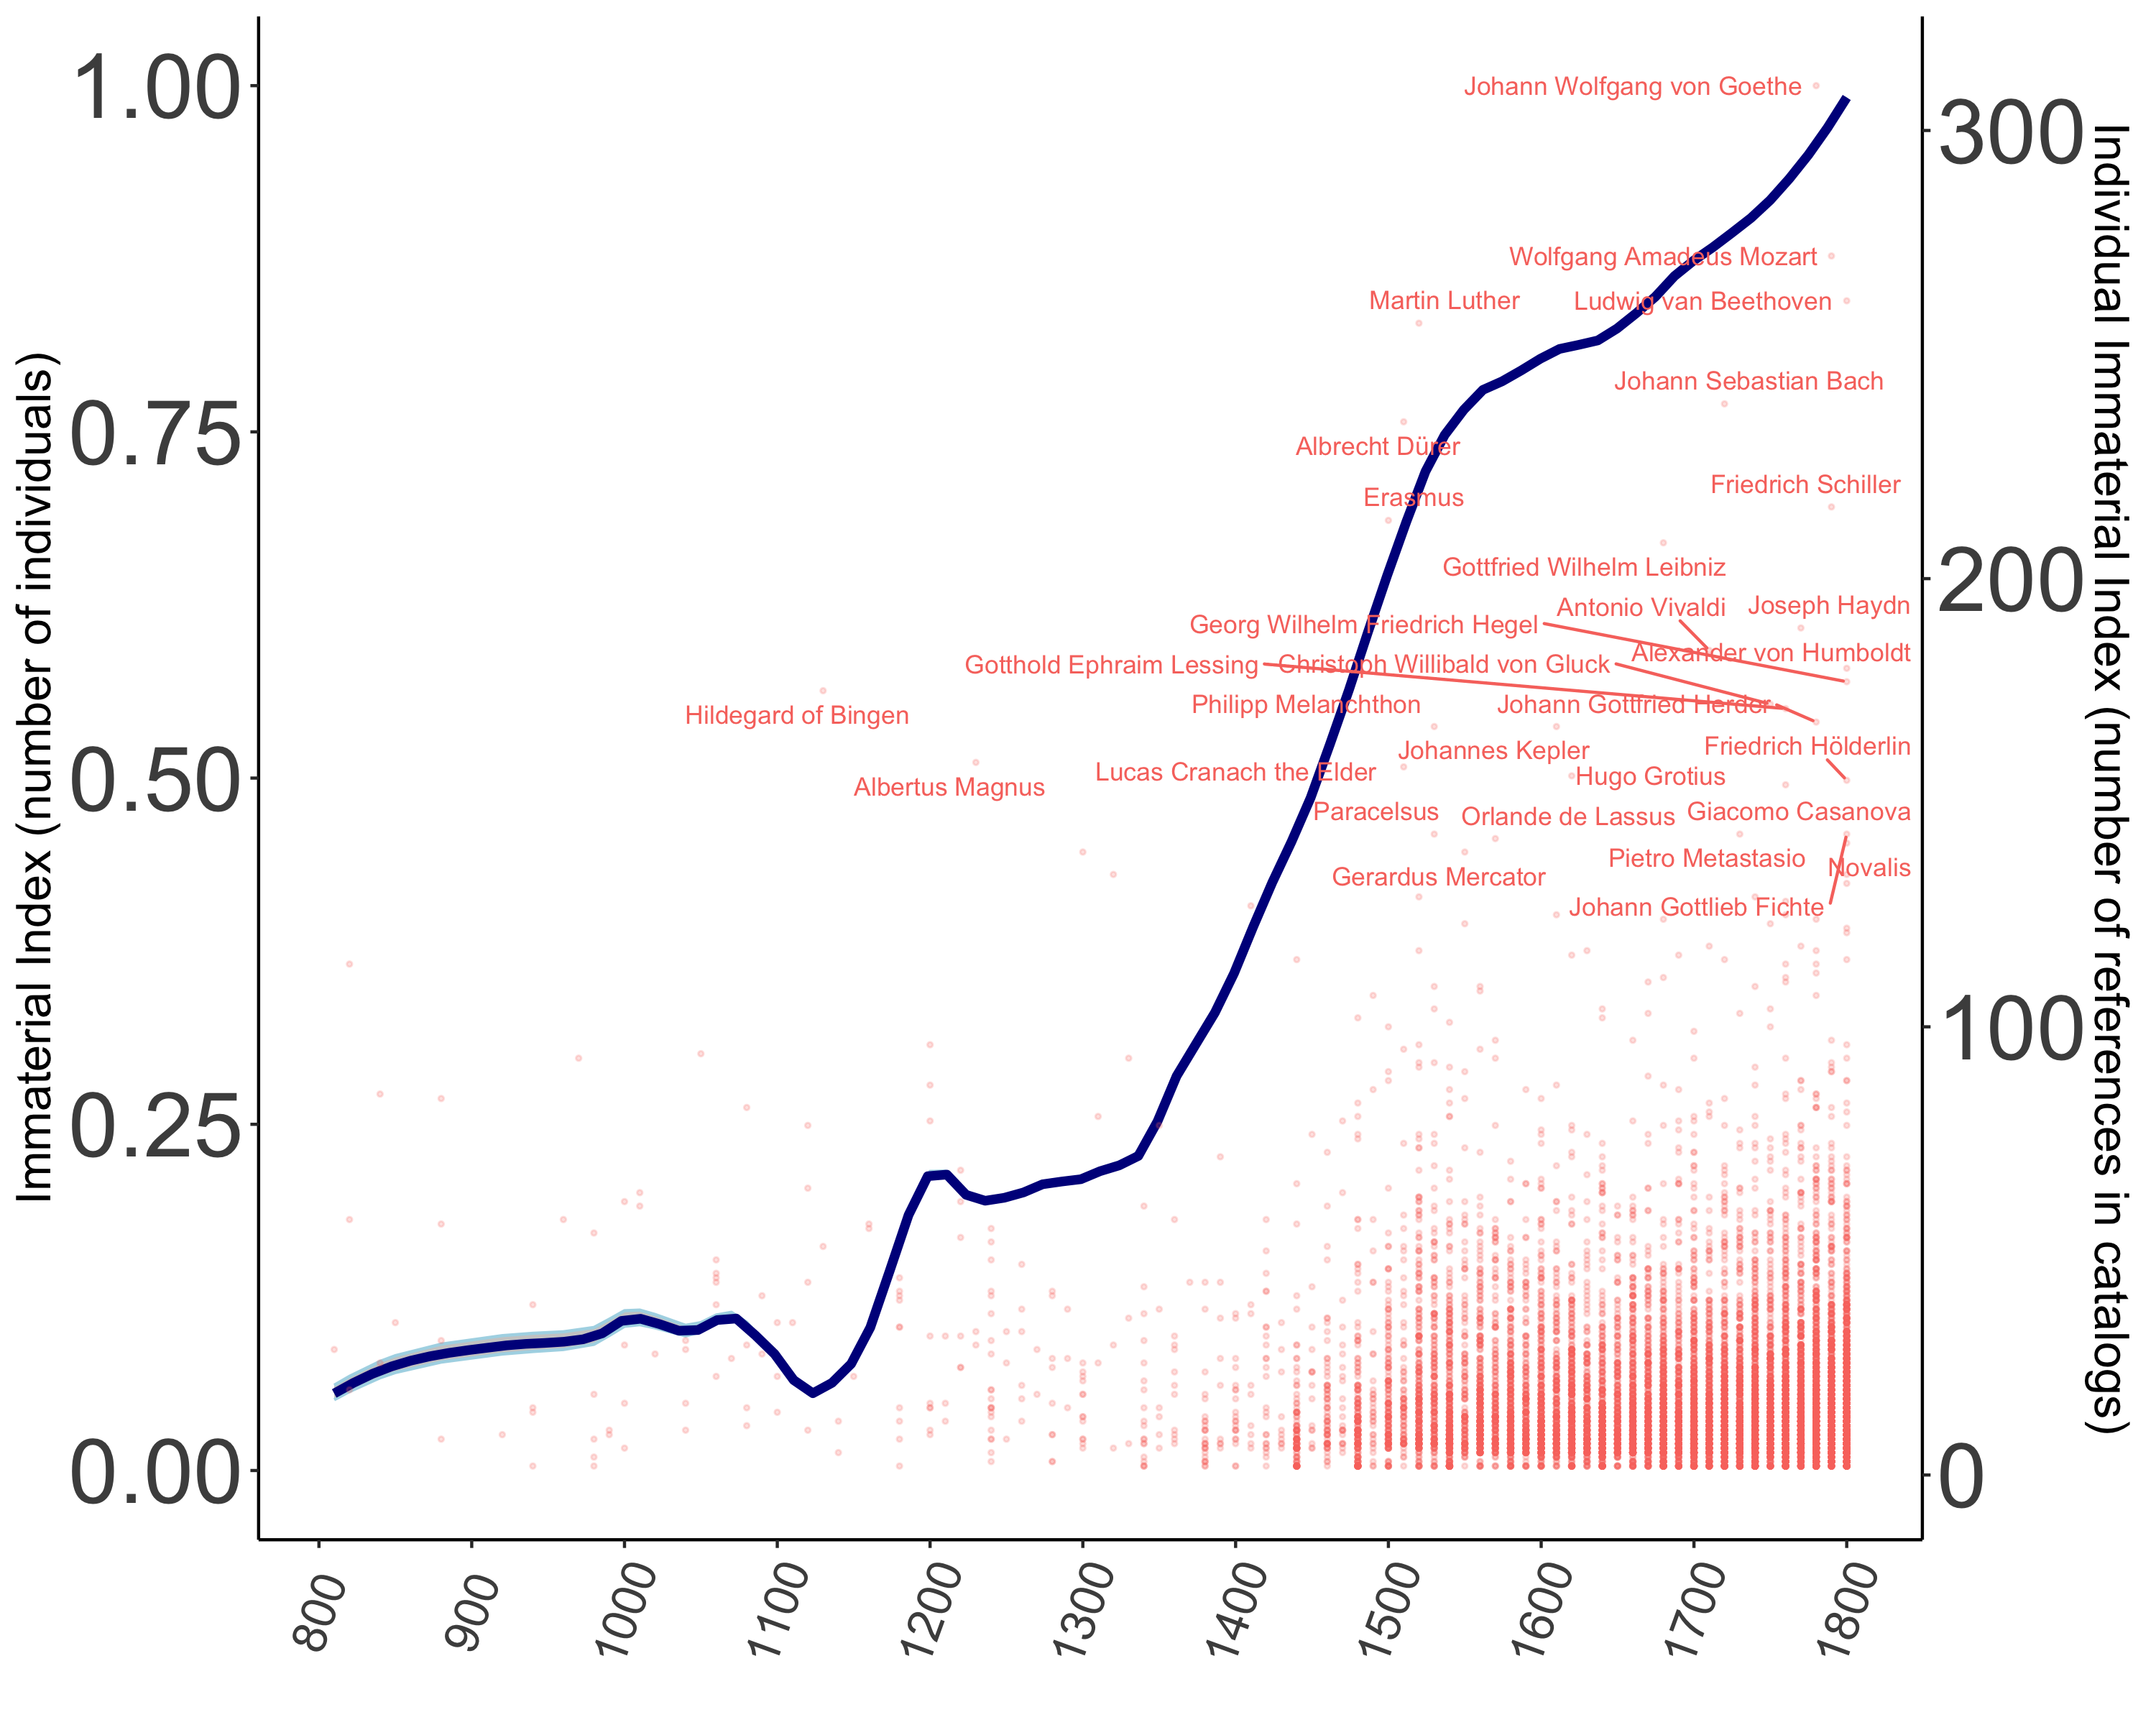 Immaterial Index (number of individuals)
1.00
0.75
0.50
0.25
0.00
Johann Wolfgang von Goethe
Wolfgang Amadeus Mozart
Martin Luther
Ludwig van Beethoven
Johann Sebastian Bach
Albrecht Dürer
Friedrich Schiller
Erasmus
Gottfried Wilhelm Leibniz
Antonio Vivaldi
Joseph Haydn
Georg Wilhelm Friedrich Hegel
Alexander von Humboldt
Gotthold Ephraim Lessing
Christoph Willibald von Gluck
Hildegard of Bingen
Philipp Melanchthon
Johann Gottfried Herder
Friedrich Hölderlin
Johannes Kepler
Lucas Cranach the Elder
Hugo Grotius
Albertus Magnus
Paracelsus
Orlande de Lassus
Giacomo Casanova
Pietro Metastasio
Novalis
Gerardus Mercator
Johann Gottlieb Fichte
300
200
100
0
Individual Immaterial Index (number of references in catalogs)
800
900
1000
1100
1200
1300
1400
1500
1600
1700
1800